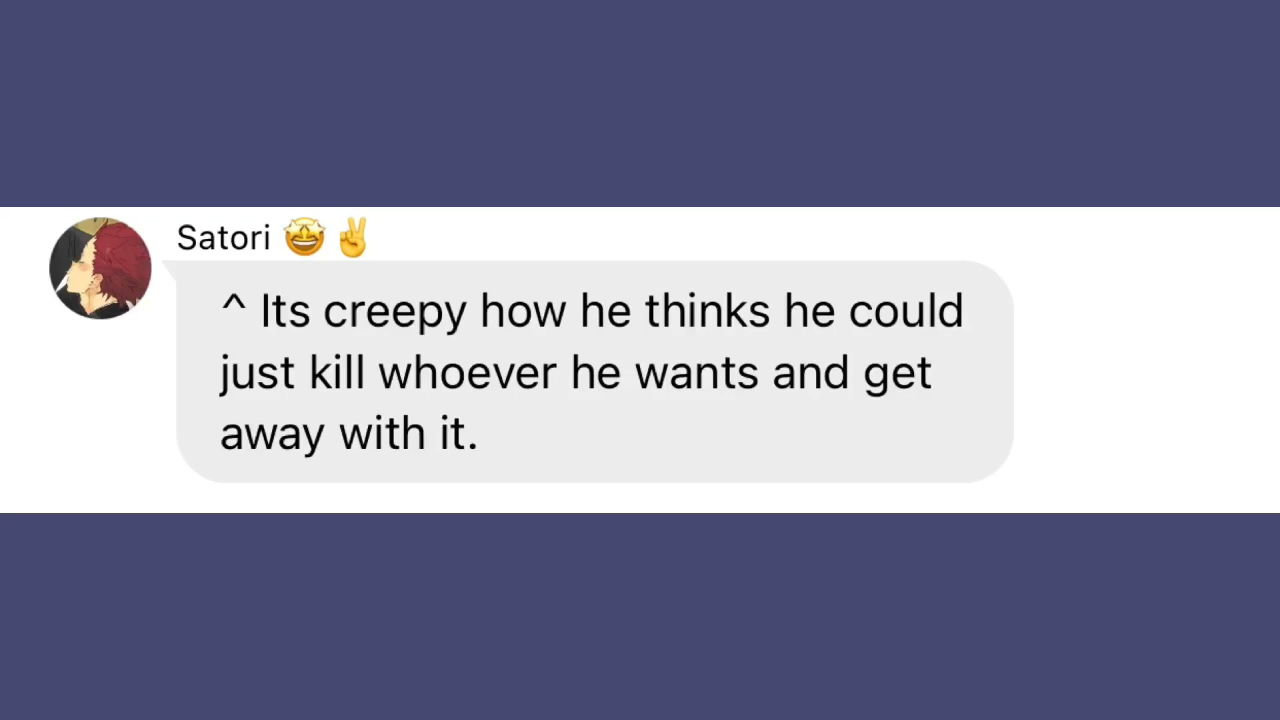 Satori 🤩✌️
^ Its creepy how he thinks he could
just kill whoever he wants and get
away with it.